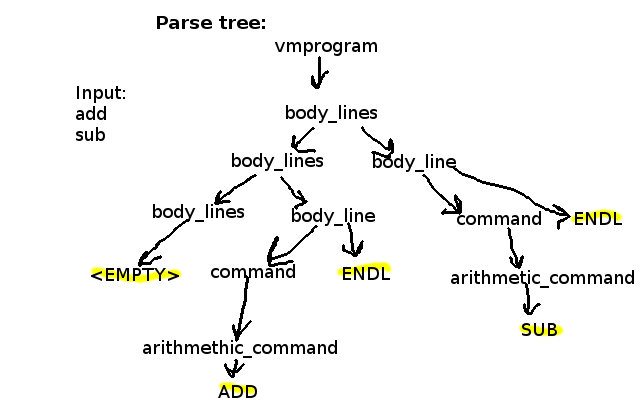 Parse tree:
vmprogram
Input:
add
sub
body_lines
body_lines body_line
body_lines body_line command ENDL
<EMPTY> command ENDL arithmetic_command
SUB
arithmethic_command
ADD